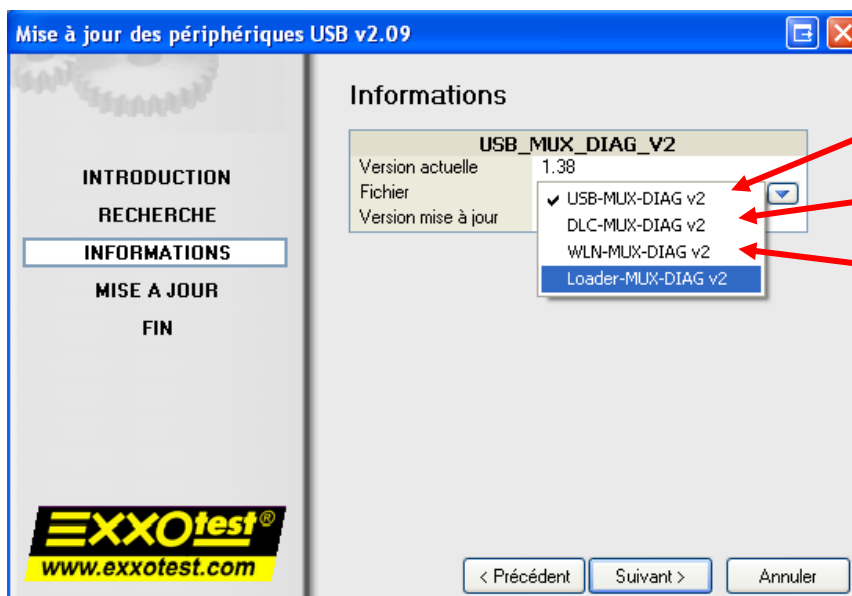 Mise à jour des périphériques USB v2.09
INTRODUCTION
RECHERCHE
INFORMATIONS
MISE A JOUR
FIN
EXXOtest®
www.exxotest.com
Informations
USB_MUX_DIAG_V2
Version actuelle 1.38
Fichier
Version mise à jour
✔ USB-MUX-DIAG v2
DLC-MUX-DIAG v2
WLN-MUX-DIAG v2
Loader-MUX-DIAG v2
< Précédent Suivant > Annuler